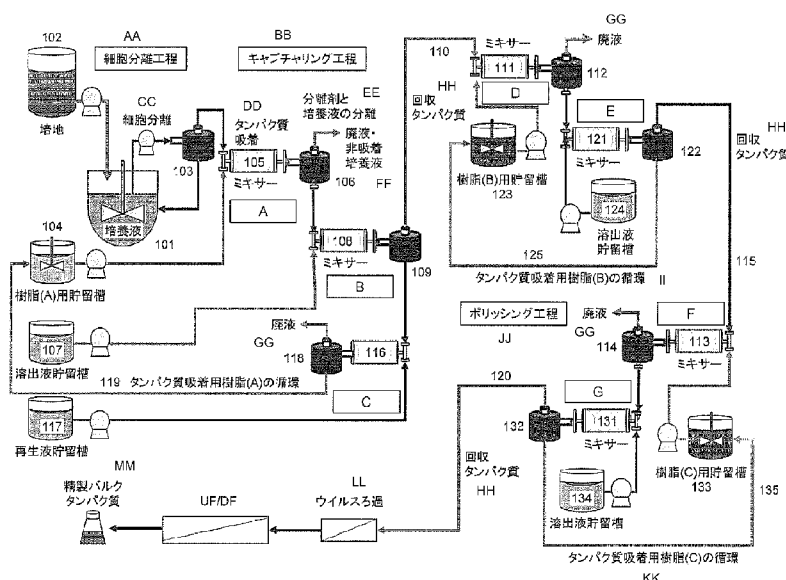 102
培地
AA
細胞分離工程
BB
キャプチャリング工程
CC
細胞分離
103
DD
タンパク質
吸着
105
ミキサー
A
EE
分離剤と
培養液の分離
廃液・
非吸着
培養液
FF
106
培養液
101
104
樹脂(A)用貯留槽
107
溶出液貯留槽
108
ミキサー
B
109
廃液
GG
118
116
C
119 タンパク質吸着用樹脂(A)の循環
117
再生液貯留槽
110
ミキサー
111
D
GG
廃液
112
HH
回収
タンパク質
樹脂(B)用貯留槽
123
E
121
ミキサー
122
124
溶出液
貯留槽
125
タンパク質吸着用樹脂(B)の循環 II
HH
回収
タンパク質
115
ポリッシング工程
JJ
廃液
GG
114
F
113
ミキサー
120
132
G
131
ミキサー
134
溶出液貯留槽
樹脂(C)用貯留槽
133
135
タンパク質吸着用樹脂(C)の循環
KK
回収
タンパク質
HH
LL
ウイルスろ過
UF/DF
MM
精製バルク
タンパク質